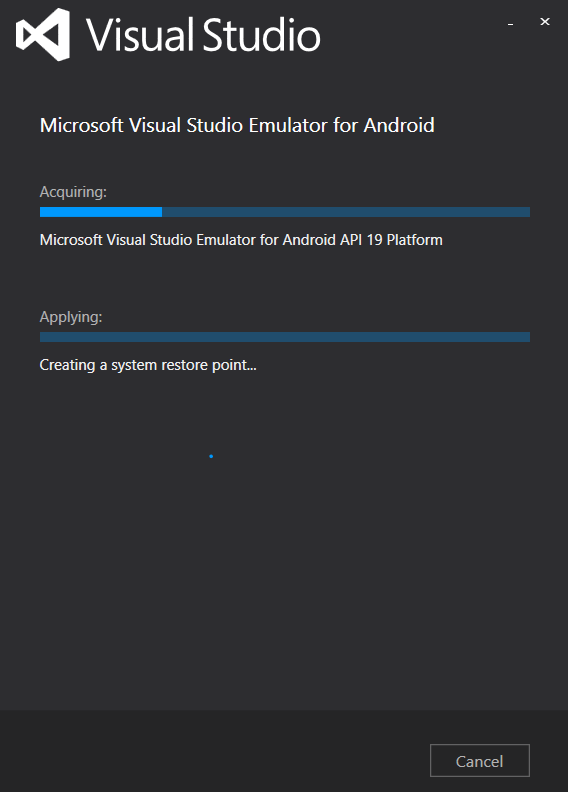 Visual Studio
Microsoft Visual Studio Emulator for Android
Acquiring:
Microsoft Visual Studio Emulator for Android API 19 Platform
Applying:
Creating a system restore point...
Cancel